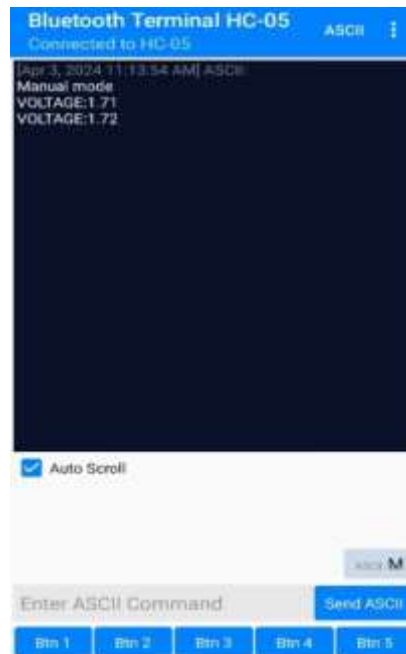 Bluetooth Terminal HC-05
Connected to HC-05
ASCII
[Apr 3, 2024 11:13:54 AM] ASCII:
Manual mode
VOLTAGE:1.71
VOLTAGE:1.72
Auto Scroll
ASCII M
Enter ASCII Command
Send ASCII
Btn 1 Btn 2 Btn 3 Btn 4 Btn 5